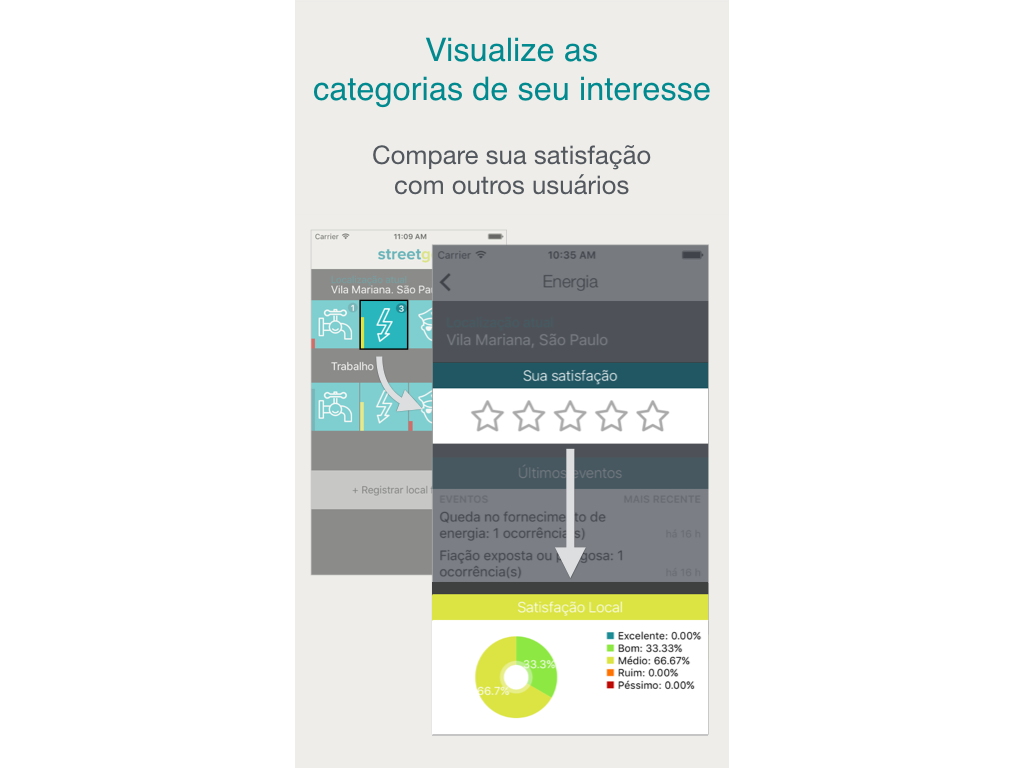 Visualize as
categorias de seu interesse
Compare sua satisfação
com outros usuários
Carrier
11:09 AM
streetg
Vila Mariana. São Pau
1
3
Trabalho
+ Registrar local f
Carrier
10:35 AM
Energia
Vila Mariana, São Paulo
Sua satisfação
Últimos eventos
EVENTOS
MAIS RECENTE
Queda no fornecimento de
energia: 1 ocorrência(s)
há 16 h
Fiação exposta ou p gosa: 1
ocorrência(s)
há 16 h
Satisfação Local
33.3%
66.7%
Excelente: 0.00%
Bom: 33.33%
Médio: 66.67%
Ruim: 0.00%
Péssimo: 0.00%